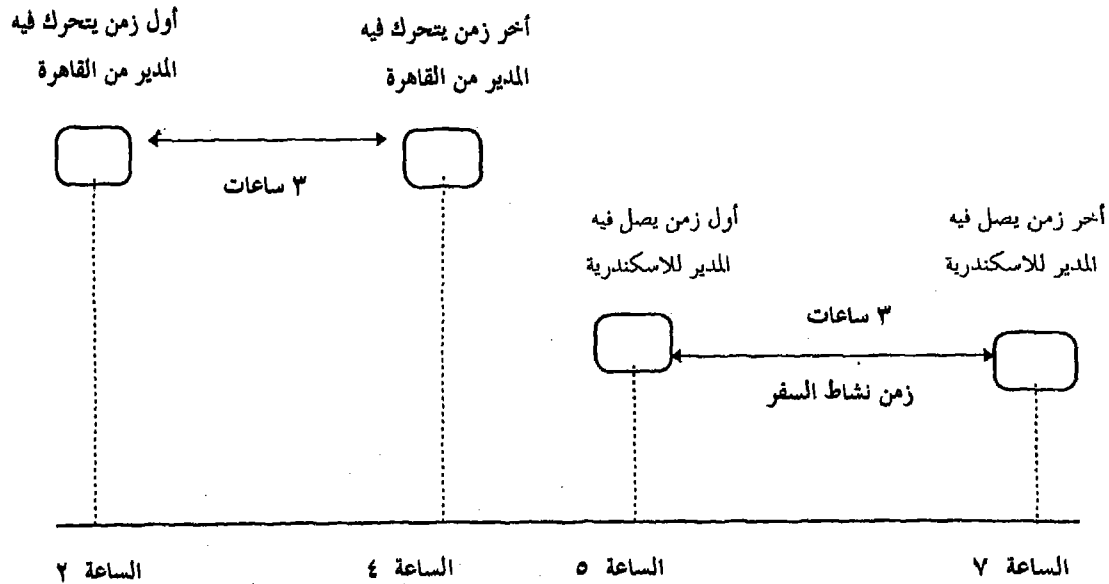 أول زمن يتحرك فيه
المدير من القاهرة
أخر زمن يتحرك فيه
المدير من القاهرة
٣ ساعات
أول زمن يصل فيه
المدير للاسكندرية
أخر زمن يصل فيه
المدير للاسكندرية
٣ ساعات
زمن نشاط السفر
الساعة ٢
الساعة ٤
الساعة ٥
الساعة ٧